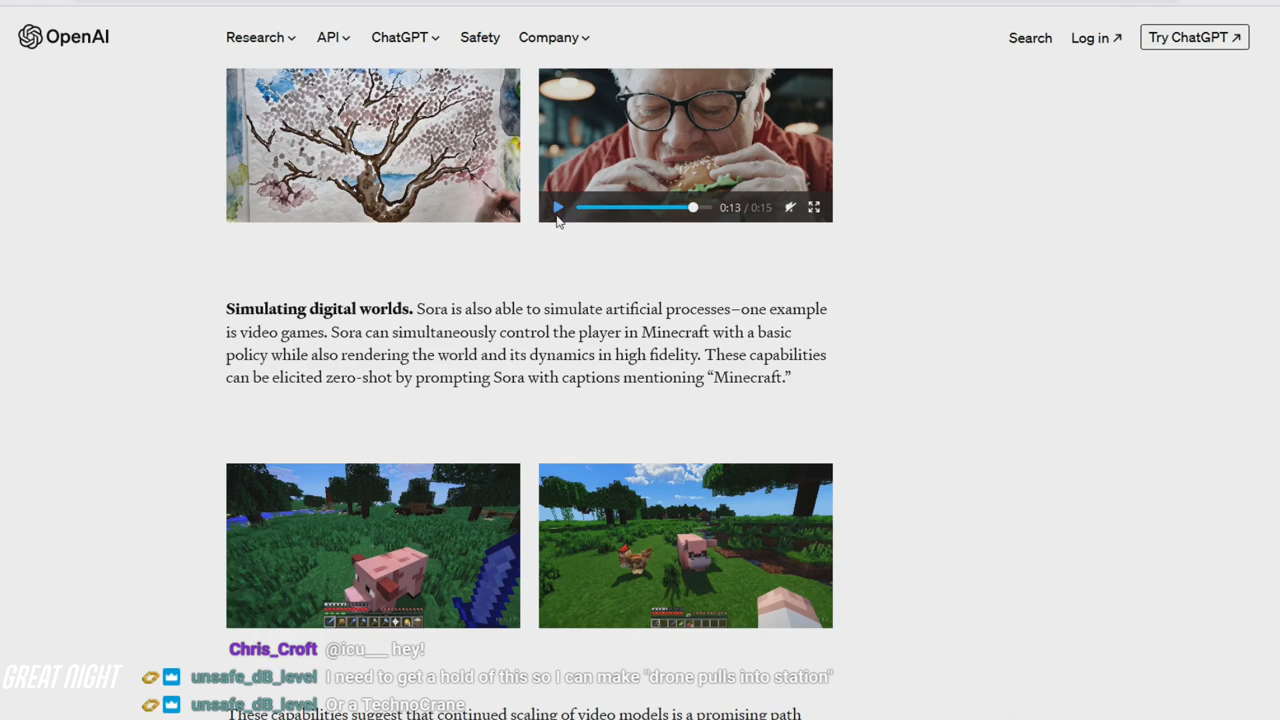 OpenAI
Research API ChatGPT Safety Company Search Log in ↗ Try ChatGPT ↗
0:13 / 0:15
Simulating digital worlds. Sora is also able to simulate artificial processes–one example
is video games. Sora can simultaneously control the player in Minecraft with a basic
policy while also rendering the world and its dynamics in high fidelity. These capabilities
can be elicited zero-shot by prompting Sora with captions mentioning “Minecraft.”
Chris_Croft @icu__ hey!
GREAT NIGHT
unsafe_dB_level I need to get a hold of this so I can make "drone pulls into station"
unsafe_dB_level Or a TechnoCrane
These capabilities suggest that continued scaling of video models is a promising path